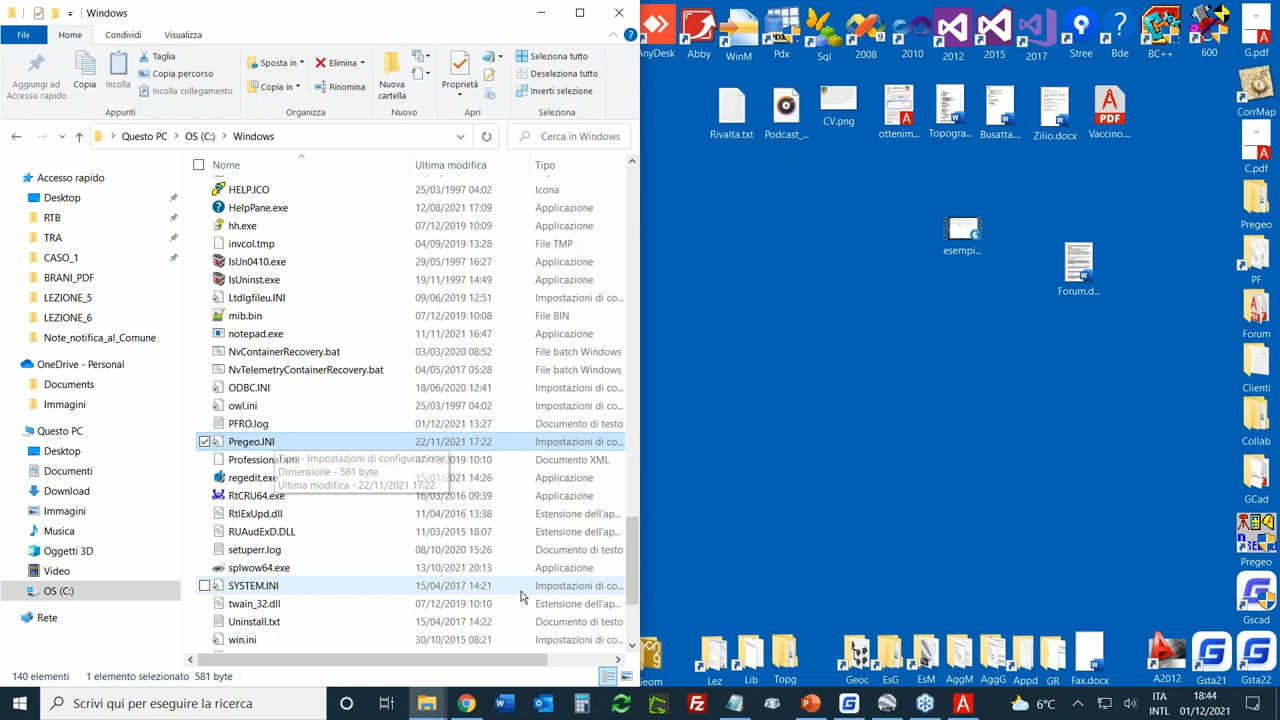 Windows
File Home Condividi Visualizza
Aggiungi ad
Accesso rapido
Copia
Incolla
Taglia
Copia percorso
Incolla collegamento
Appunti
Sposta in
Copia in
Elimina
Rinomina
Organizza
Nuova
cartella
Nuovo
Proprietà
Apri
Seleziona tutto
Deseleziona tutto
Inverti selezione
Selezione
Questo PC > OS (C:) > Windows
Cerca in Windows
Nome Ultima modifica Tipo
Accesso rapido
Desktop
RTB
TRA
CASO_1
BRANI_PDF
LEZIONE_5
LEZIONE_6
Note_notifica_al_Comune
OneDrive - Personal
Documents
Immagini
Questo PC
Desktop
Documenti
Download
Immagini
Musica
Oggetti 3D
Video
OS (C:)
Rete
HELP.ICO 25/03/1997 04:02 Icona
HelpPane.exe 12/08/2021 17:09 Applicazione
hh.exe 07/12/2019 10:09 Applicazione
invcol.tmp 04/09/2019 13:28 File TMP
IsUn0410.exe 29/05/1997 16:27 Applicazione
IsUninst.exe 19/11/1997 14:49 Applicazione
LtdIgfileu.INI 09/06/2019 12:51 Impostazioni di co...
mib.bin 07/12/2019 10:08 File BIN
notepad.exe 11/11/2021 16:47 Applicazione
NvContainerRecovery.bat 03/03/2020 08:52 File batch Windows
NvTelemetryContainerRecovery.bat 04/05/2017 05:28 File batch Windows
ODBC.INI 18/06/2020 12:41 Impostazioni di co...
owl.ini 25/03/1997 04:02 Impostazioni di co...
PFRO.log 01/12/2021 13:27 Documento di testo
Pregeo.INI 22/11/2021 17:22 Impostazioni di co...
Tipo - Impostazioni di configurazione
Dimensione - 581 byte
Ultima modifica - 22/11/2021 17:22
10:10 Documento XML
regedit.exe 15/01/2021 14:26 Applicazione
RtCRU64.exe 16/03/2016 09:39 Applicazione
RtlExUpd.dll 11/04/2016 13:38 Estensione dell'ap...
RUAudExD.DLL 11/03/2015 18:07 Estensione dell'ap...
setuperr.log 08/10/2020 15:26 Documento di testo
splwow64.exe 13/10/2021 20:13 Applicazione
SYSTEM.INI 15/04/2017 14:21 Impostazioni di co...
twain_32.dll 07/12/2019 10:10 Estensione dell'ap...
Uninstall.txt 15/04/2017 14:22 Documento di testo
win.ini 30/10/2015 08:21 Impostazioni di co...
140 elementi 1 elemento selezionato 581 byte
AnyDesk Abby WinM Pdx Sql 2008 2010 2012 2015 2017 Stree Bde BC++ 600 G.pdf
Rivalta.txt Podcast_... CV.png ottenim... Topogra... Busatta.... Zilio.docx Vaccino....
PDF
CorrMap
C.pdf
esempi...
Forum.d...
Pregeo
PF
Forum
Clienti
Collab
GCad
Pregeo
Gscad
Lez Lib Topg Geoc EsG EsM AggM AggG Appd GR Fax.docx A2012 Gsta21 Gsta22
Scrivi qui per eseguire la ricerca
6°C
ITA
INTL
18:44
01/12/2021